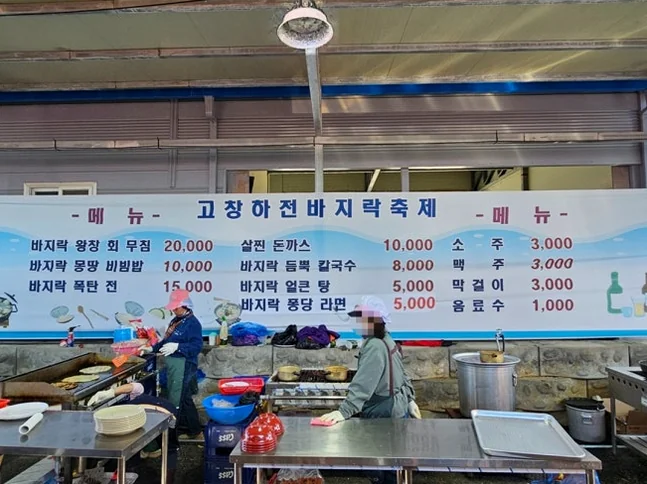 고창하전바지락축제
- 메 뉴 -
바지락 왕창 회 무침 20,000
바지락 몽땅 비빔밥 10,000
바지락 폭탄 전 15,000
살찐 돈까스 10,000
바지락 듬뿍 칼국수 8,000
바지락 얼큰 탕 5,000
바지락 퐁당 라면 5,000
- 메 뉴 -
소 주 3,000
맥 주 3,000
막 걸 이 3,000
음 료 수 1,000
CASS